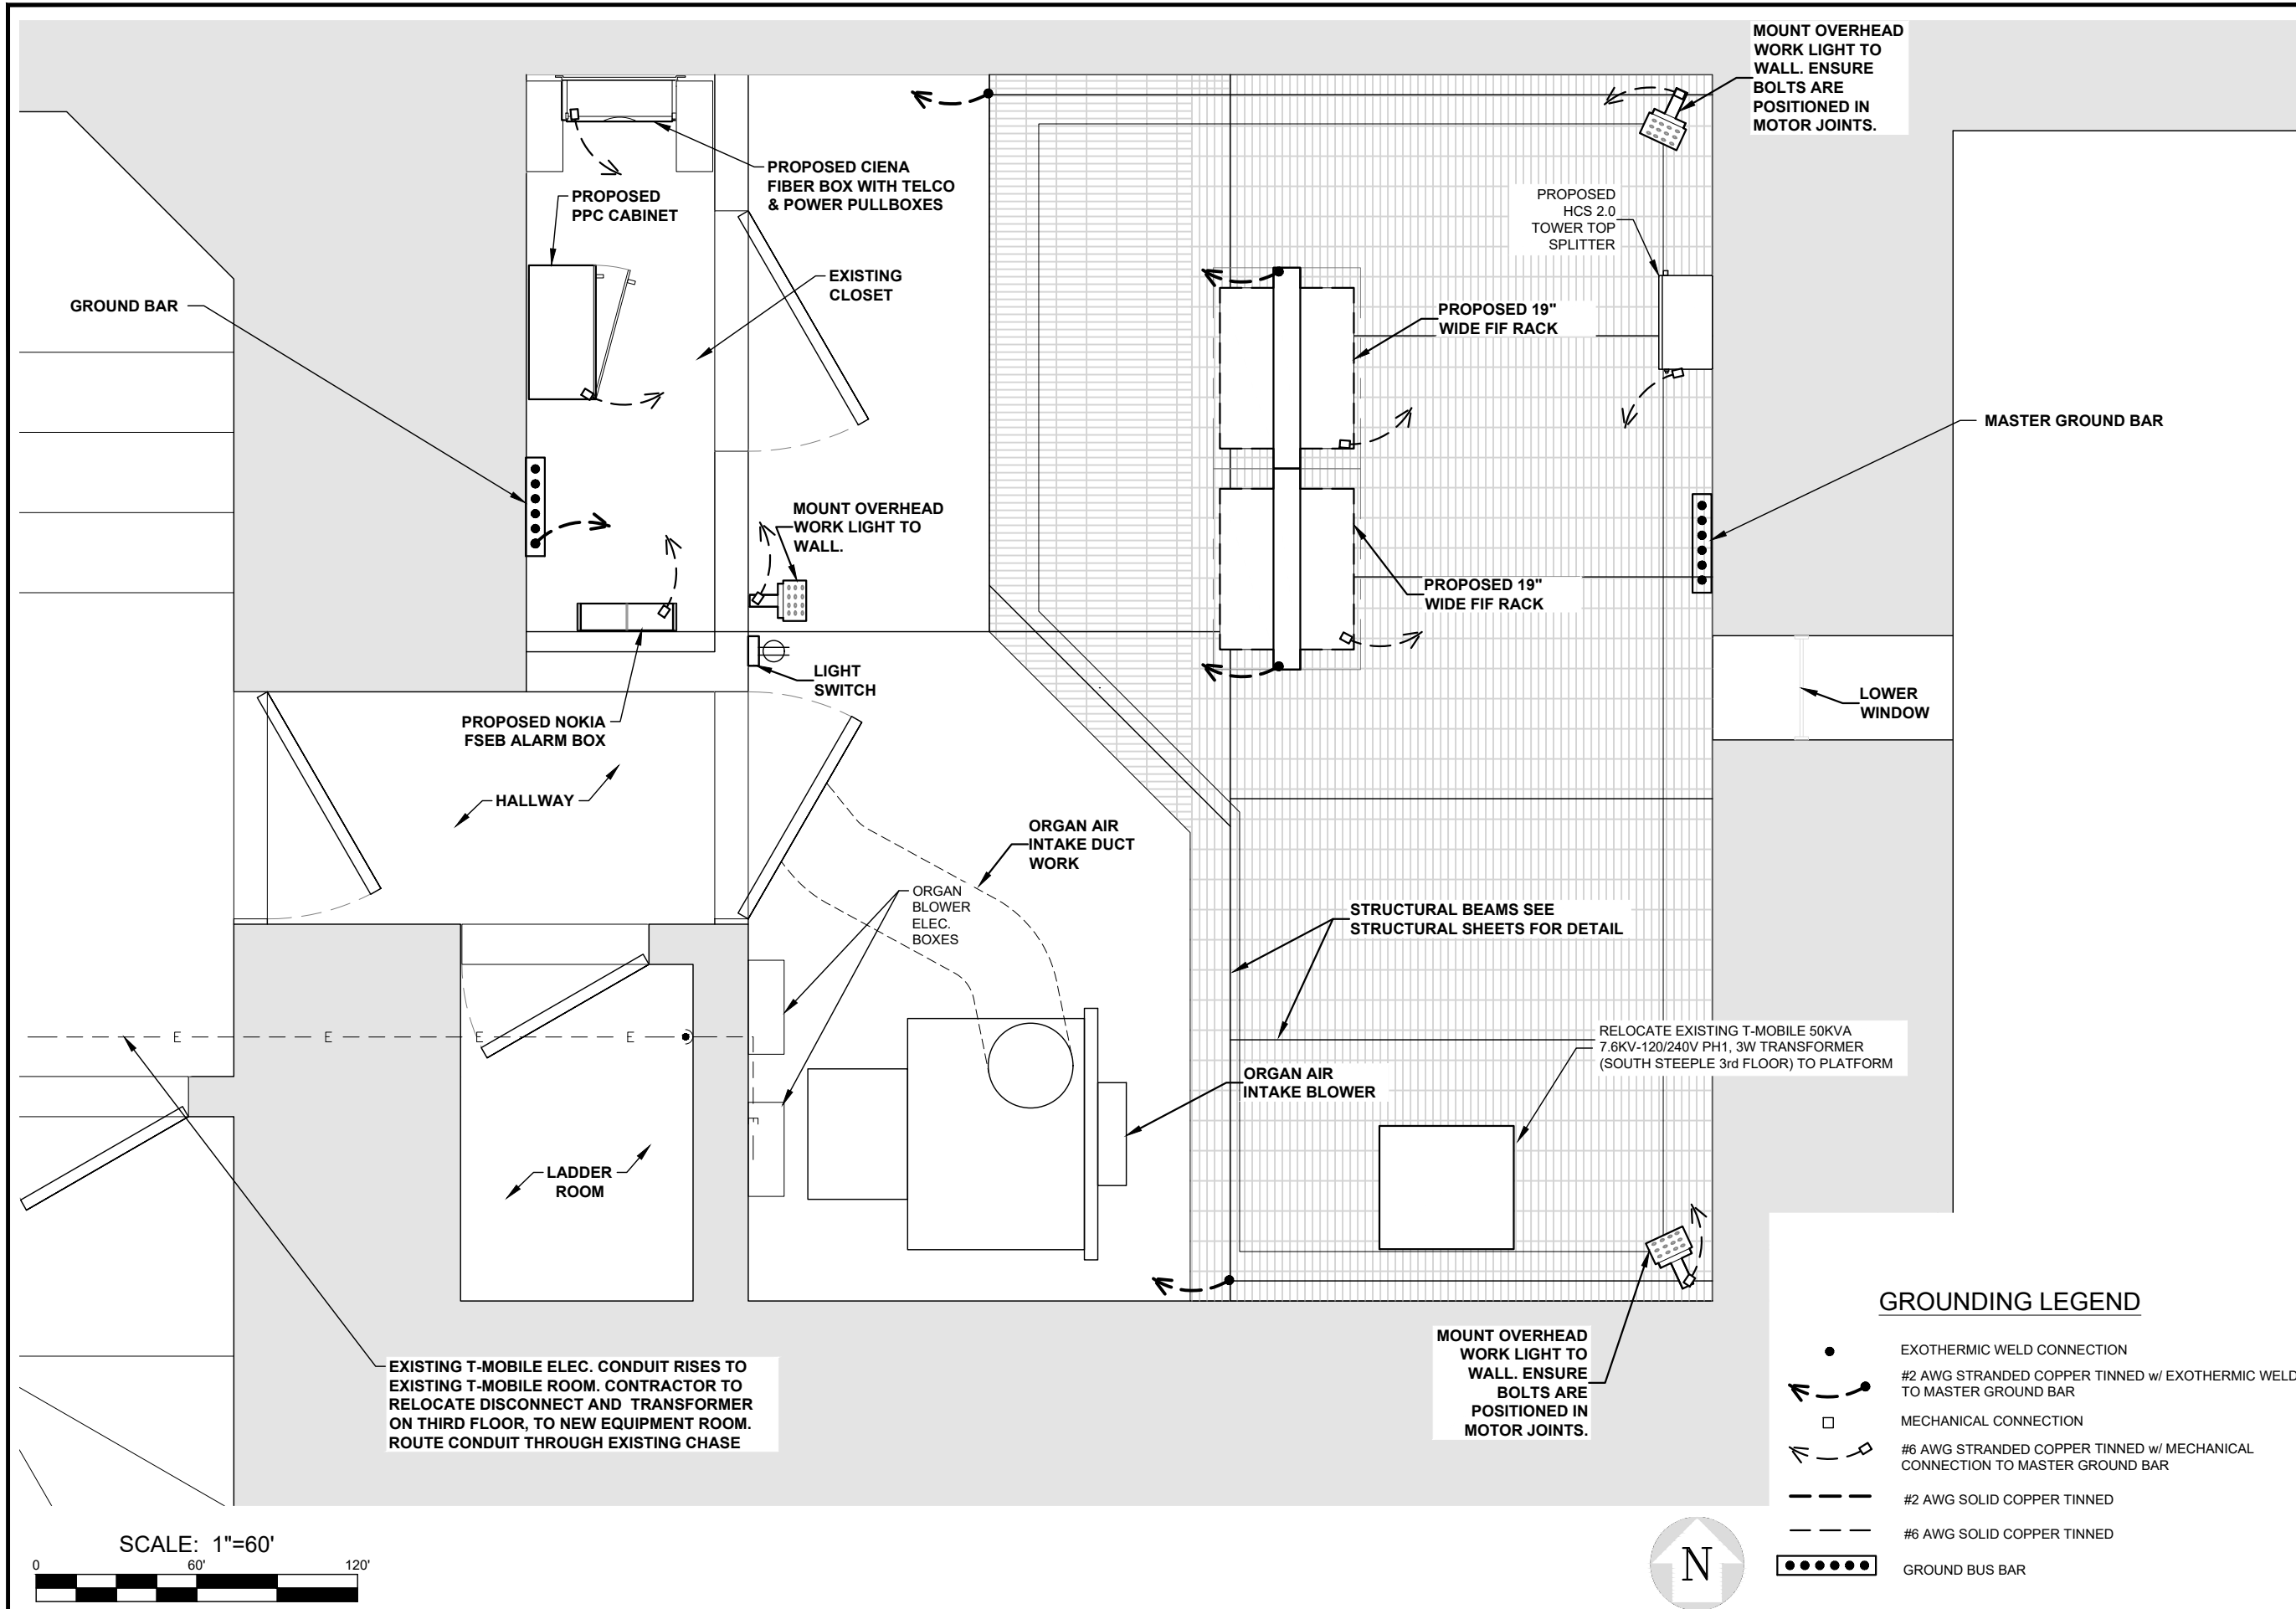 MOUNT OVERHEAD
WORK LIGHT TO
WALL. ENSURE
BOLTS ARE
POSITIONED IN
MOTOR JOINTS.
PROPOSED CIENA
FIBER BOX WITH TELCO
& POWER PULLBOXES
PROPOSED
PPC CABINET
PROPOSED
HCS 2.0
TOWER TOP
SPLITTER
EXISTING
CLOSET
GROUND BAR
PROPOSED 19"
WIDE FIF RACK
MASTER GROUND BAR
MOUNT OVERHEAD
WORK LIGHT TO
WALL.
PROPOSED 19"
WIDE FIF RACK
LIGHT
SWITCH
LOWER
WINDOW
PROPOSED NOKIA
FSEB ALARM BOX
HALLWAY
ORGAN AIR
INTAKE DUCT
WORK
ORGAN
BLOWER
ELEC.
BOXES
STRUCTURAL BEAMS SEE
STRUCTURAL SHEETS FOR DETAIL
E E E E
E
RELOCATE EXISTING T-MOBILE 50KVA
7.6KV-120/240V PH1, 3W TRANSFORMER
(SOUTH STEEPLE 3rd FLOOR) TO PLATFORM
ORGAN AIR
INTAKE BLOWER
LADDER
ROOM
MOUNT OVERHEAD
WORK LIGHT TO
WALL. ENSURE
BOLTS ARE
POSITIONED IN
MOTOR JOINTS.
EXISTING T-MOBILE ELEC. CONDUIT RISES TO
EXISTING T-MOBILE ROOM. CONTRACTOR TO
RELOCATE DISCONNECT AND TRANSFORMER
ON THIRD FLOOR, TO NEW EQUIPMENT ROOM.
ROUTE CONDUIT THROUGH EXISTING CHASE
GROUNDING LEGEND
EXOTHERMIC WELD CONNECTION
#2 AWG STRANDED COPPER TINNED w/ EXOTHERMIC WELD
TO MASTER GROUND BAR
MECHANICAL CONNECTION
#6 AWG STRANDED COPPER TINNED w/ MECHANICAL
CONNECTION TO MASTER GROUND BAR
#2 AWG SOLID COPPER TINNED
#6 AWG SOLID COPPER TINNED
GROUND BUS BAR
SCALE: 1"=60'
0 60' 120'
N